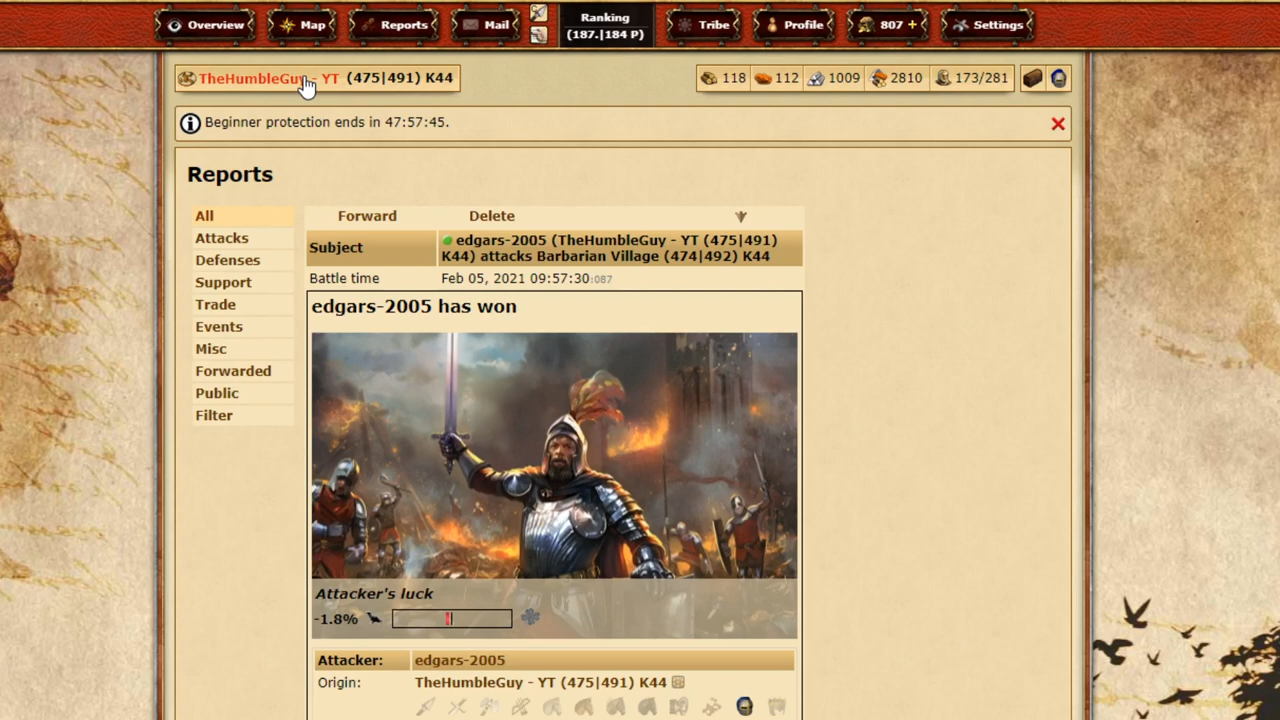 Overview Map Reports Mail Ranking (187.|184 P) Tribe Profile 807 + Settings
TheHumbleGuy - YT (475|491) K44 118 112 1009 2810 173/281
Beginner protection ends in 47:57:45.
Reports
All
Attacks
Defenses
Support
Trade
Events
Misc
Forwarded
Public
Filter
Forward Delete
Subject edgars-2005 (TheHumbleGuy - YT (475|491)
K44) attacks Barbarian Village (474|492) K44
Battle time Feb 05, 2021 09:57:30:087
edgars-2005 has won
Attacker's luck
-1.8%
Attacker: edgars-2005
Origin: TheHumbleGuy - YT (475|491) K44